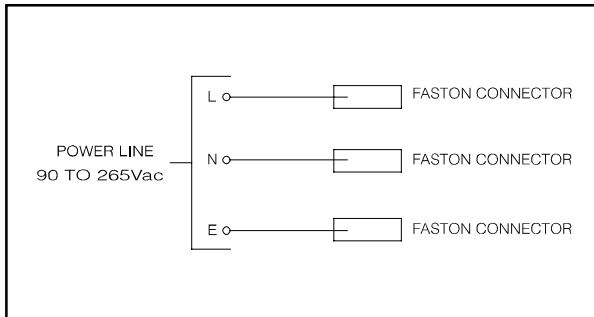 L
FASTON CONNECTOR
POWER LINE
90 TO 265Vac
N
FASTON CONNECTOR
E
FASTON CONNECTOR